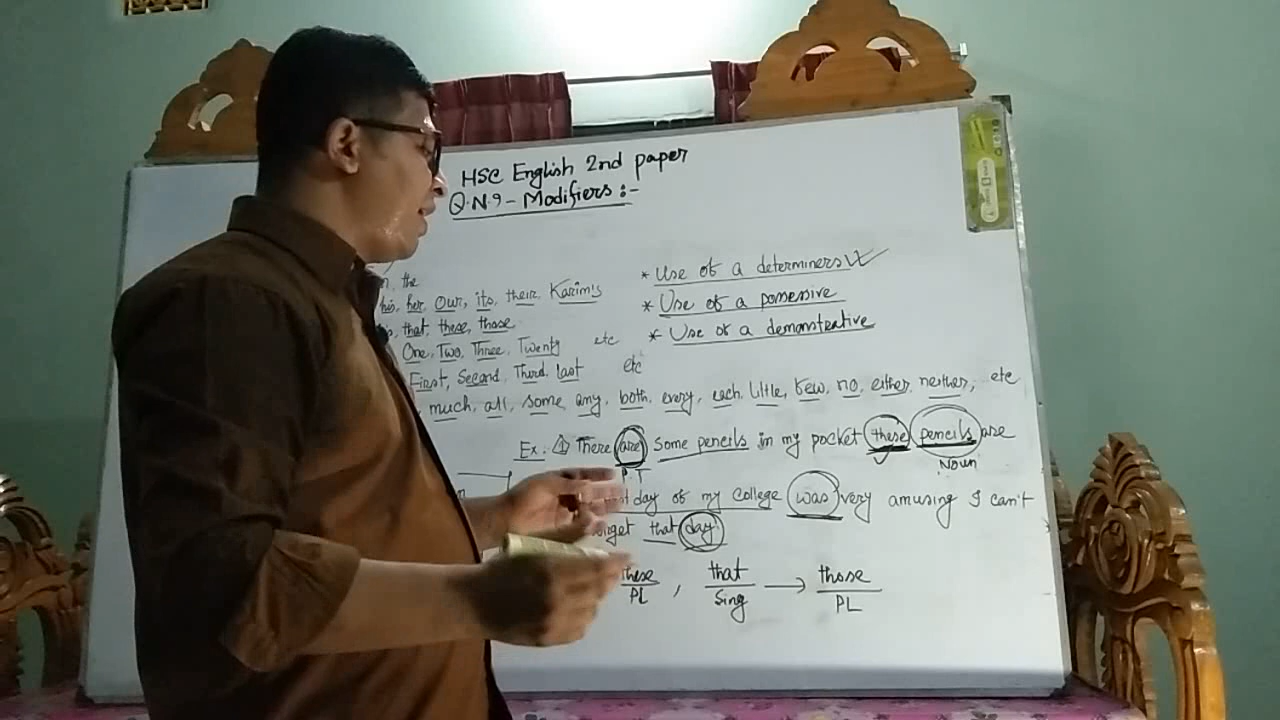 HSC English 2nd paper
Q.N.9 - Modifiers :-
the
his, her, our, its, their, Karim's
that, these, those
One, Two, Three, Twenty etc
First, Second, Third, last etc
much, all, some, any, both, every, each, little, few, no, either, neither, etc
* Use of a determiners
* Use of a possessive
* Use of a demonstrative
Ex: ① There are some pencils in my pocket these pencils are
Noun
day of my college was very amusing I can't
that day
these, that → those
PL Sing PL